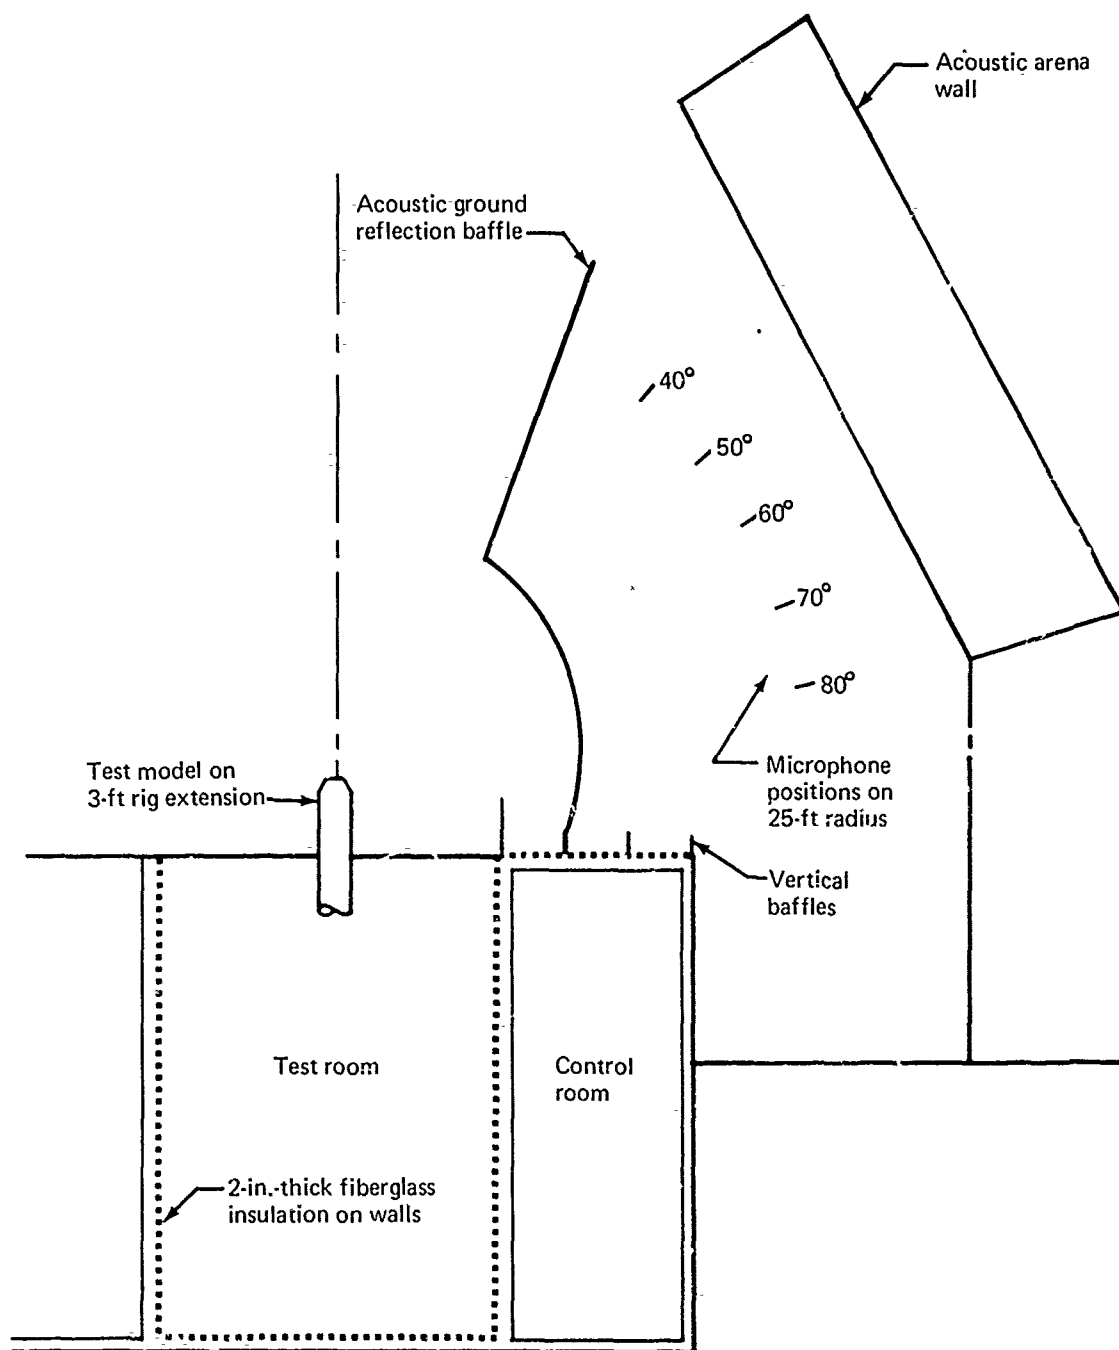 Acoustic arena
wall
Acoustic ground
reflection baffle
40°
50°
60°
70°
80°
Test model on
3-ft rig extension
Microphone
positions on
25-ft radius
Vertical
baffles
Test room
Control
room
2-in.-thick fiberglass
insulation on walls